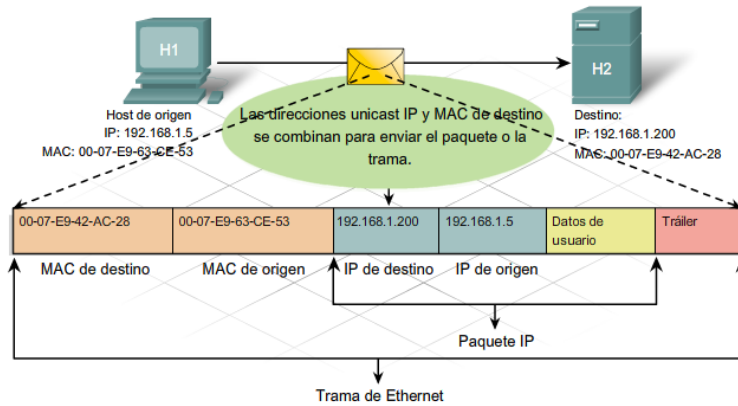 H1
H2
Host de origen
IP: 192.168.1.5
MAC: 00-07-E9-63-CE-53
Las direcciones unicast IP y MAC de destino
se combinan para enviar el paquete o la
trama.
Destino:
IP: 192.168.1.200
MAC: 00-07-E9-42-AC-28
00-07-E9-42-AC-28
00-07-E9-63-CE-53
192.168.1.200
192.168.1.5
Datos de
usuario
Tráiler
MAC de destino
MAC de origen
IP de destino
IP de origen
Paquete IP
Trama de Ethernet